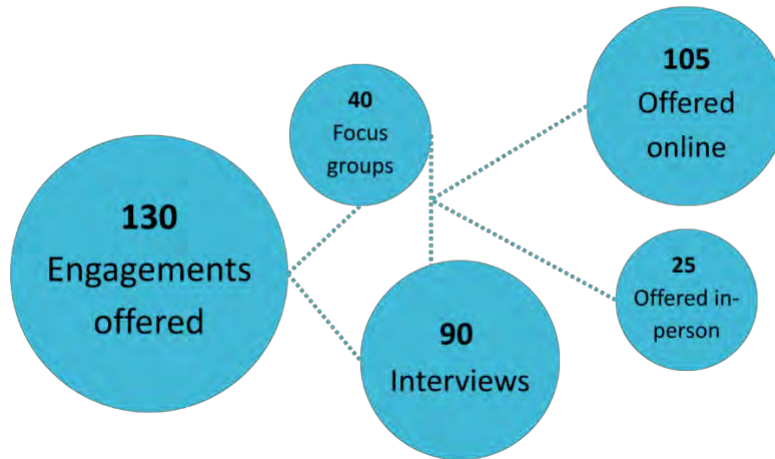 130
Engagements
offered
40
Focus
groups
90
Interviews
105
Offered
online
25
Offered in-
person